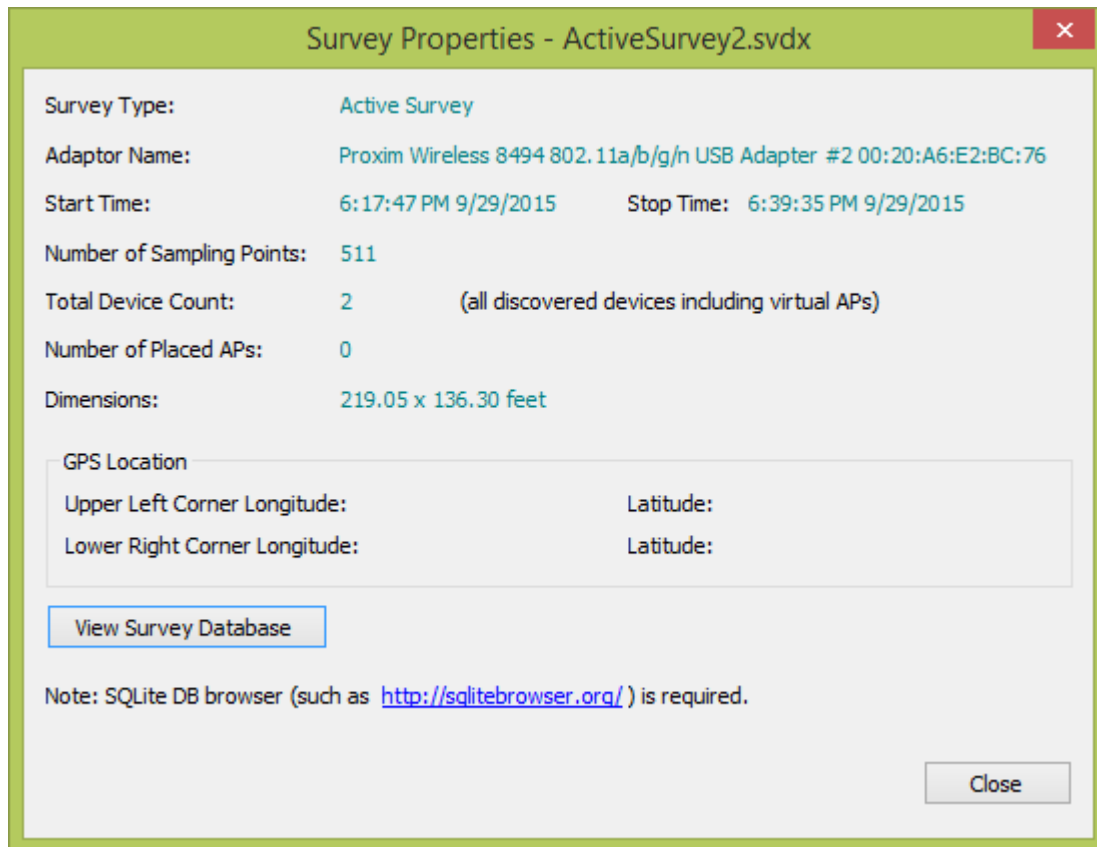 Survey Properties - ActiveSurvey2.svdx
Survey Type: Active Survey
Adaptor Name: Proxim Wireless 8494 802.11a/b/g/n USB Adapter #2 00:20:A6:E2:BC:76
Start Time: 6:17:47 PM 9/29/2015 Stop Time: 6:39:35 PM 9/29/2015
Number of Sampling Points: 511
Total Device Count: 2 (all discovered devices including virtual APs)
Number of Placed APs: 0
Dimensions: 219.05 x 136.30 feet
GPS Location
Upper Left Corner Longitude: Latitude:
Lower Right Corner Longitude: Latitude:
View Survey Database
Note: SQLite DB browser (such as http://sqlitebrowser.org/ ) is required.
Close